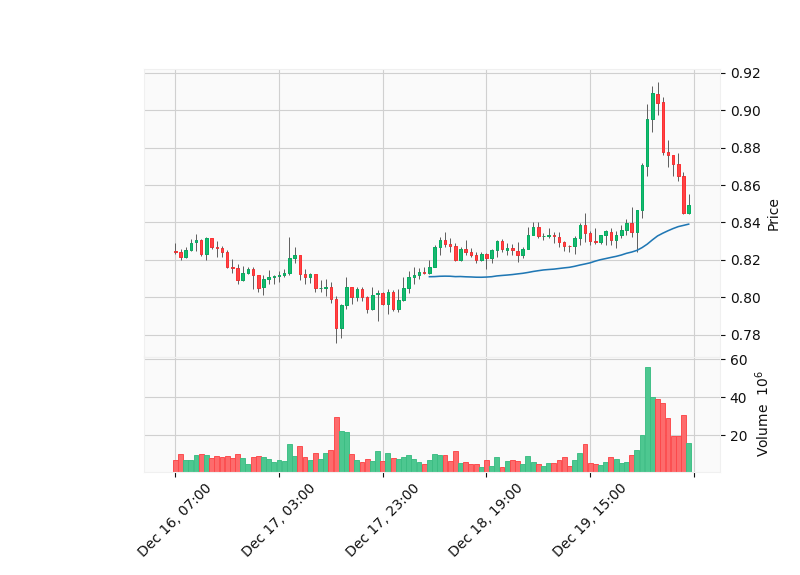 0.92
0.90
0.88
0.86
0.84
0.82
0.80
0.78
Price
60
40
20
Volume 10⁶
Dec 16, 07:00
Dec 17, 03:00
Dec 17, 23:00
Dec 18, 19:00
Dec 19, 15:00